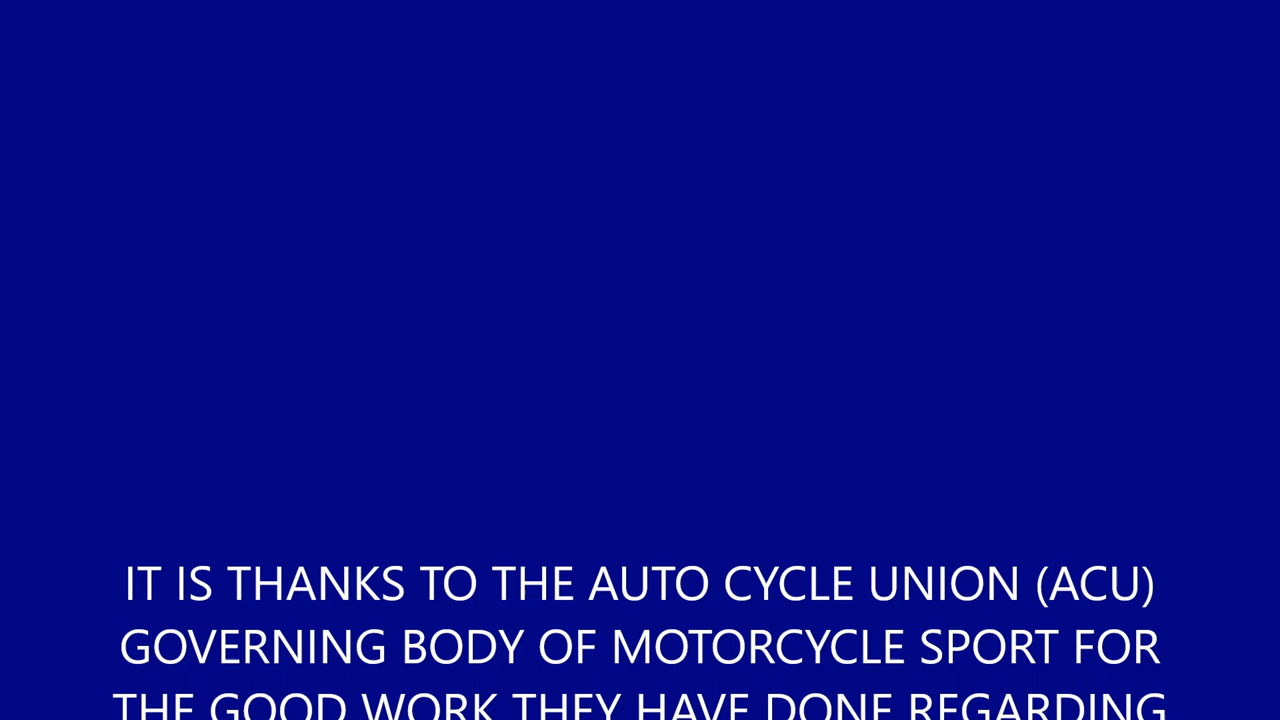 IT IS THANKS TO THE AUTO CYCLE UNION (ACU)
GOVERNING BODY OF MOTORCYCLE SPORT FOR
THE GOOD WORK THEY HAVE DONE REGARDING